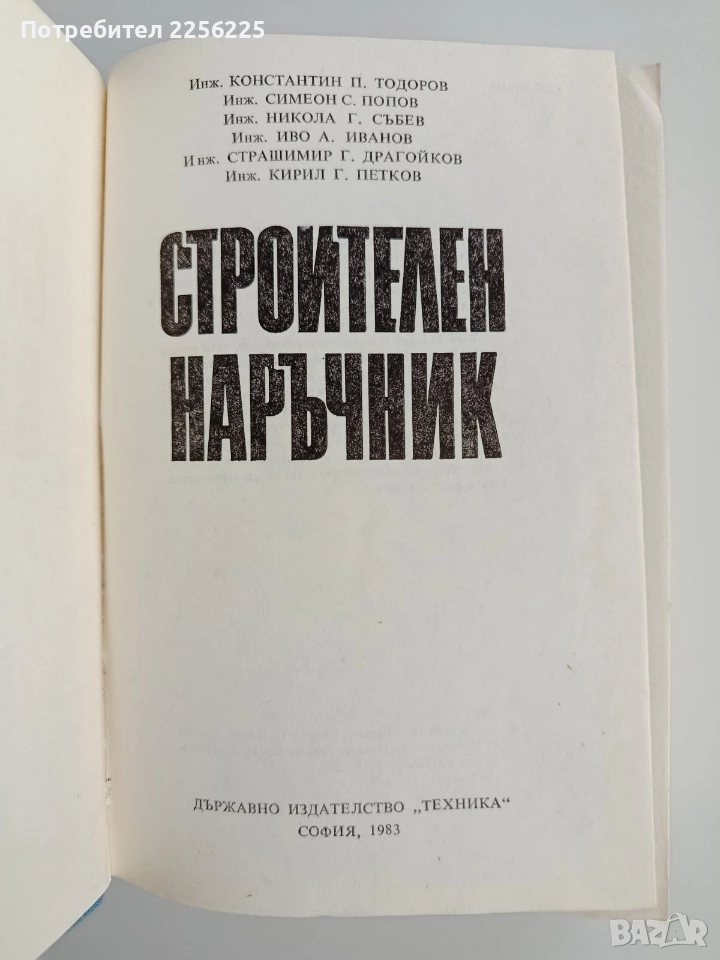 Потребител 2256225
Инж. КОНСТАНТИН П. ТОДОРОВ
Инж. СИМЕОН С. ПОПОВ
Инж. НИКОЛА Г. СЪБЕВ
Инж. ИВО А. ИВАНОВ
Инж. СТРАШИМИР Г. ДРАГОЙКОВ
Инж. КИРИЛ Г. ПЕТКОВ
СТРОИТЕЛЕН
НАРЪЧНИК
ДЪРЖАВНО ИЗДАТЕЛСТВО „ТЕХНИКА“
СОФИЯ, 1983
BAZAR